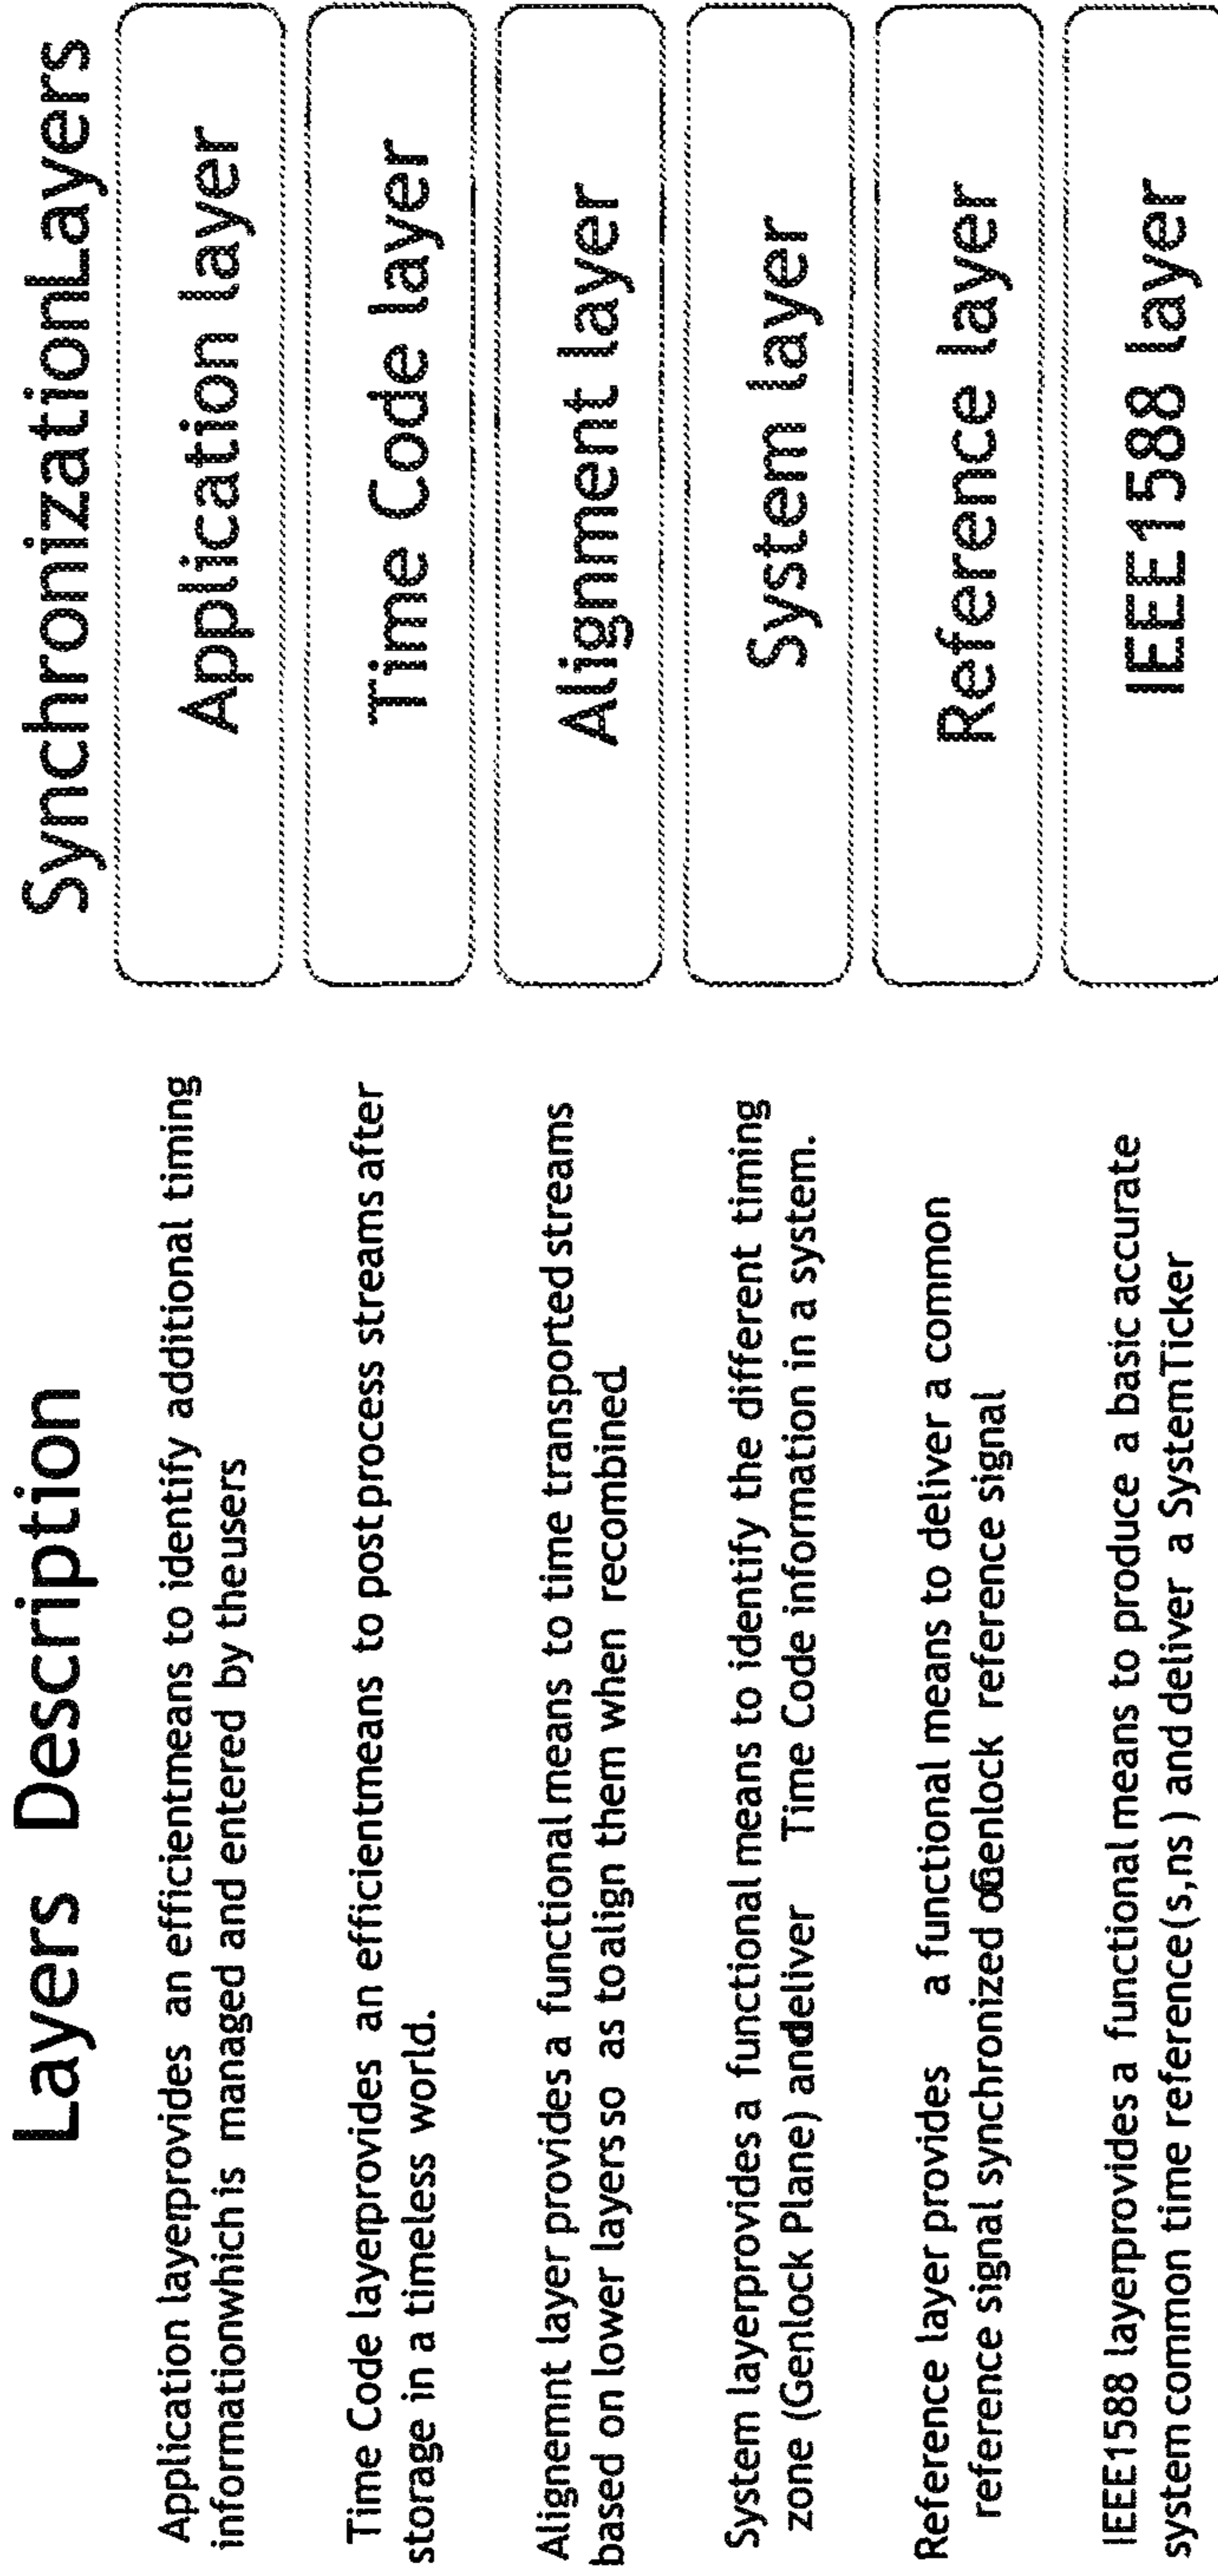 Layers Description
SynchronizationLayers
Application layerprovides an efficientmeans to identify additional timing
informationwhich is managed and entered by theusers
Application layer
Time Code layerprovides an efficientmeans to postprocess streams after
storage in a timeless world.
Time Code layer
Alignemnt layer provides a functional means to time transported streams
based on lower layers so as toalign them when recombined
Alignment layer
System layerprovides a functional means to identify the different timing
zone (Genlock Plane) anddeliver Time Code information in a system.
System layer
Reference layer provides a functional means to deliver a common
reference signal synchronized ofGenlock reference signal
Reference layer
IEEE1588 layerprovides a functional means to produce a basic accurate
system common time reference(s,ns ) and deliver a SystemTicker
IEEE1588 layer